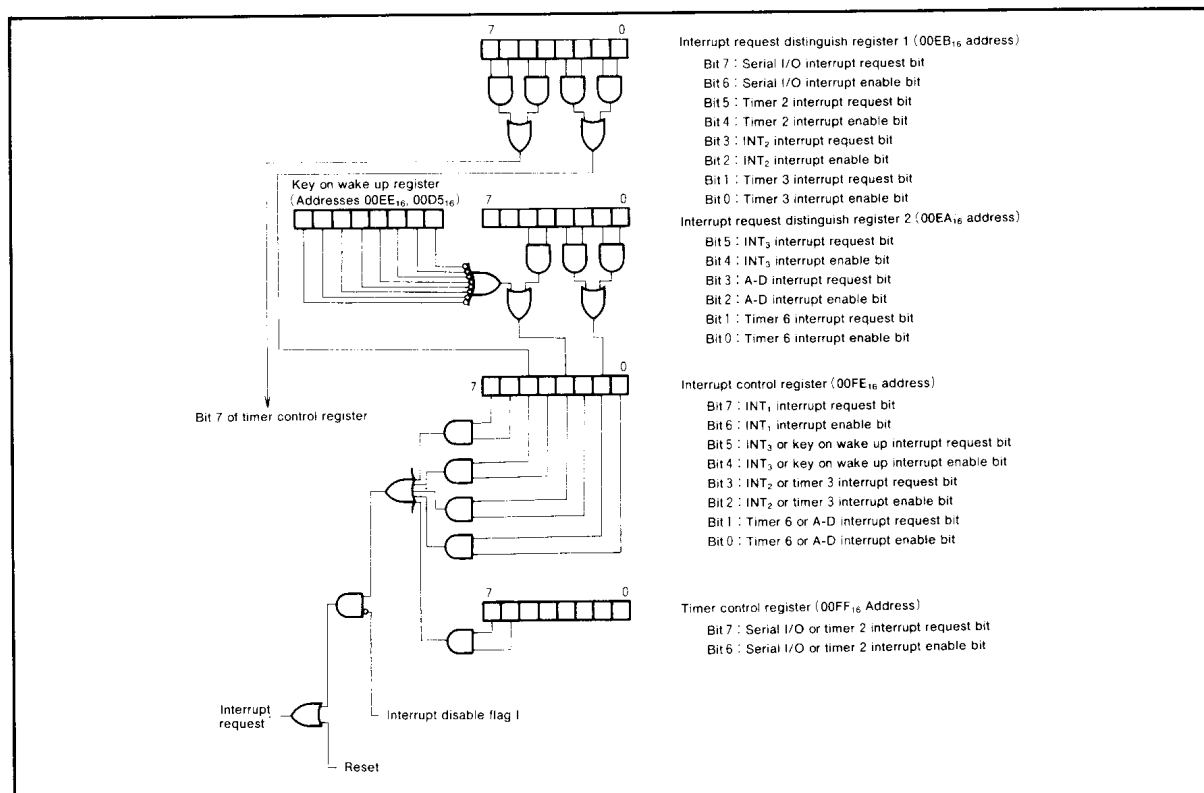 7 0
Interrupt request distinguish register 1 (00EB₁₆ address)
Bit 7 : Serial I/O interrupt request bit
Bit 6 : Serial I/O interrupt enable bit
Bit 5 : Timer 2 interrupt request bit
Bit 4 : Timer 2 interrupt enable bit
Bit 3 : INT₂ interrupt request bit
Bit 2 : INT₂ interrupt enable bit
Bit 1 : Timer 3 interrupt request bit
Bit 0 : Timer 3 interrupt enable bit
Key on wake up register
(Addresses 00EE₁₆, 00D5₁₆)
0
Interrupt request distinguish register 2 (00EA₁₆ address)
Bit 5 : INT₃ interrupt request bit
Bit 4 : INT₃ interrupt enable bit
Bit 3 : A-D interrupt request bit
Bit 2 : A-D interrupt enable bit
Bit 1 : Timer 6 interrupt request bit
Bit 0 : Timer 6 interrupt enable bit
Bit 7 of timer control register
7 0
Interrupt control register (00FE₁₆ address)
Bit 7 : INT₁ interrupt request bit
Bit 6 : INT₁ interrupt enable bit
Bit 5 : INT₃ or key on wake up interrupt request bit
Bit 4 : INT₃ or key on wake up interrupt enable bit
Bit 3 : INT₂ or timer 3 interrupt request bit
Bit 2 : INT₂ or timer 3 interrupt enable bit
Bit 1 : Timer 6 or A-D interrupt request bit
Bit 0 : Timer 6 or A-D interrupt enable bit
7 0
Timer control register (00FF₁₆ Address)
Bit 7 : Serial I/O or timer 2 interrupt request bit
Bit 6 : Serial I/O or timer 2 interrupt enable bit
Interrupt
request
Interrupt disable flag I
Reset